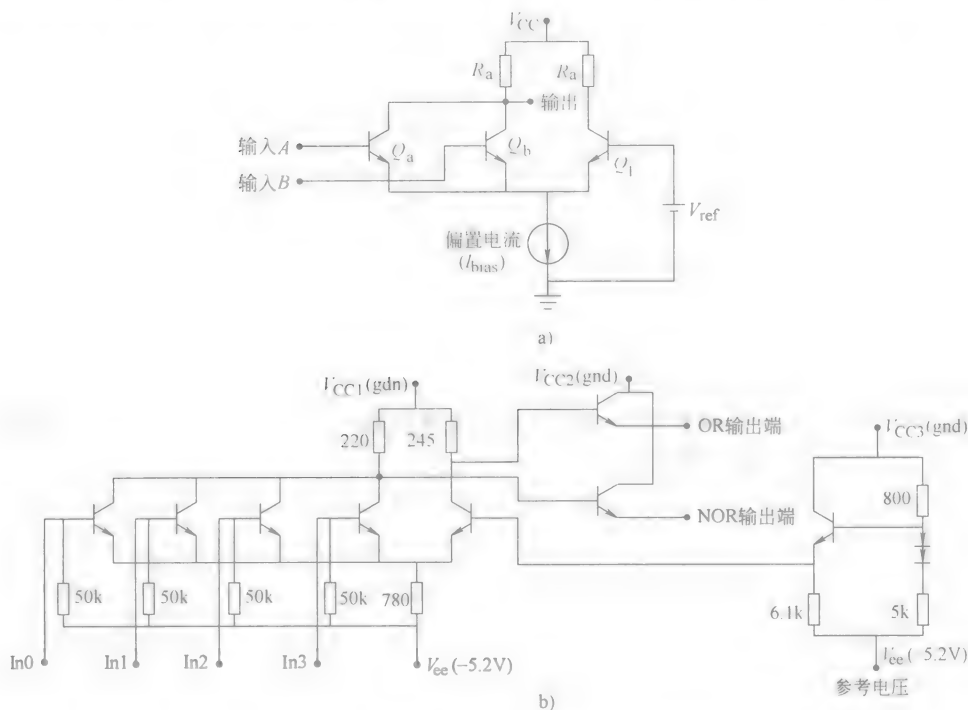 V_CC
R_a R_a
输出
输入A
Q_a Q_b Q_1
输入B
V_ref
偏置电流
(I_bias)
a)
V_CC1(gdn) V_CC2(gnd)
220 245 OR输出端 V_CC3(gnd)
800
NOR输出端
50k 50k 50k 50k 780 6.1k 5k
In0 In1 In2 In3 V_ee(−5.2V) V_ee( 5.2V)
参考电压
b)